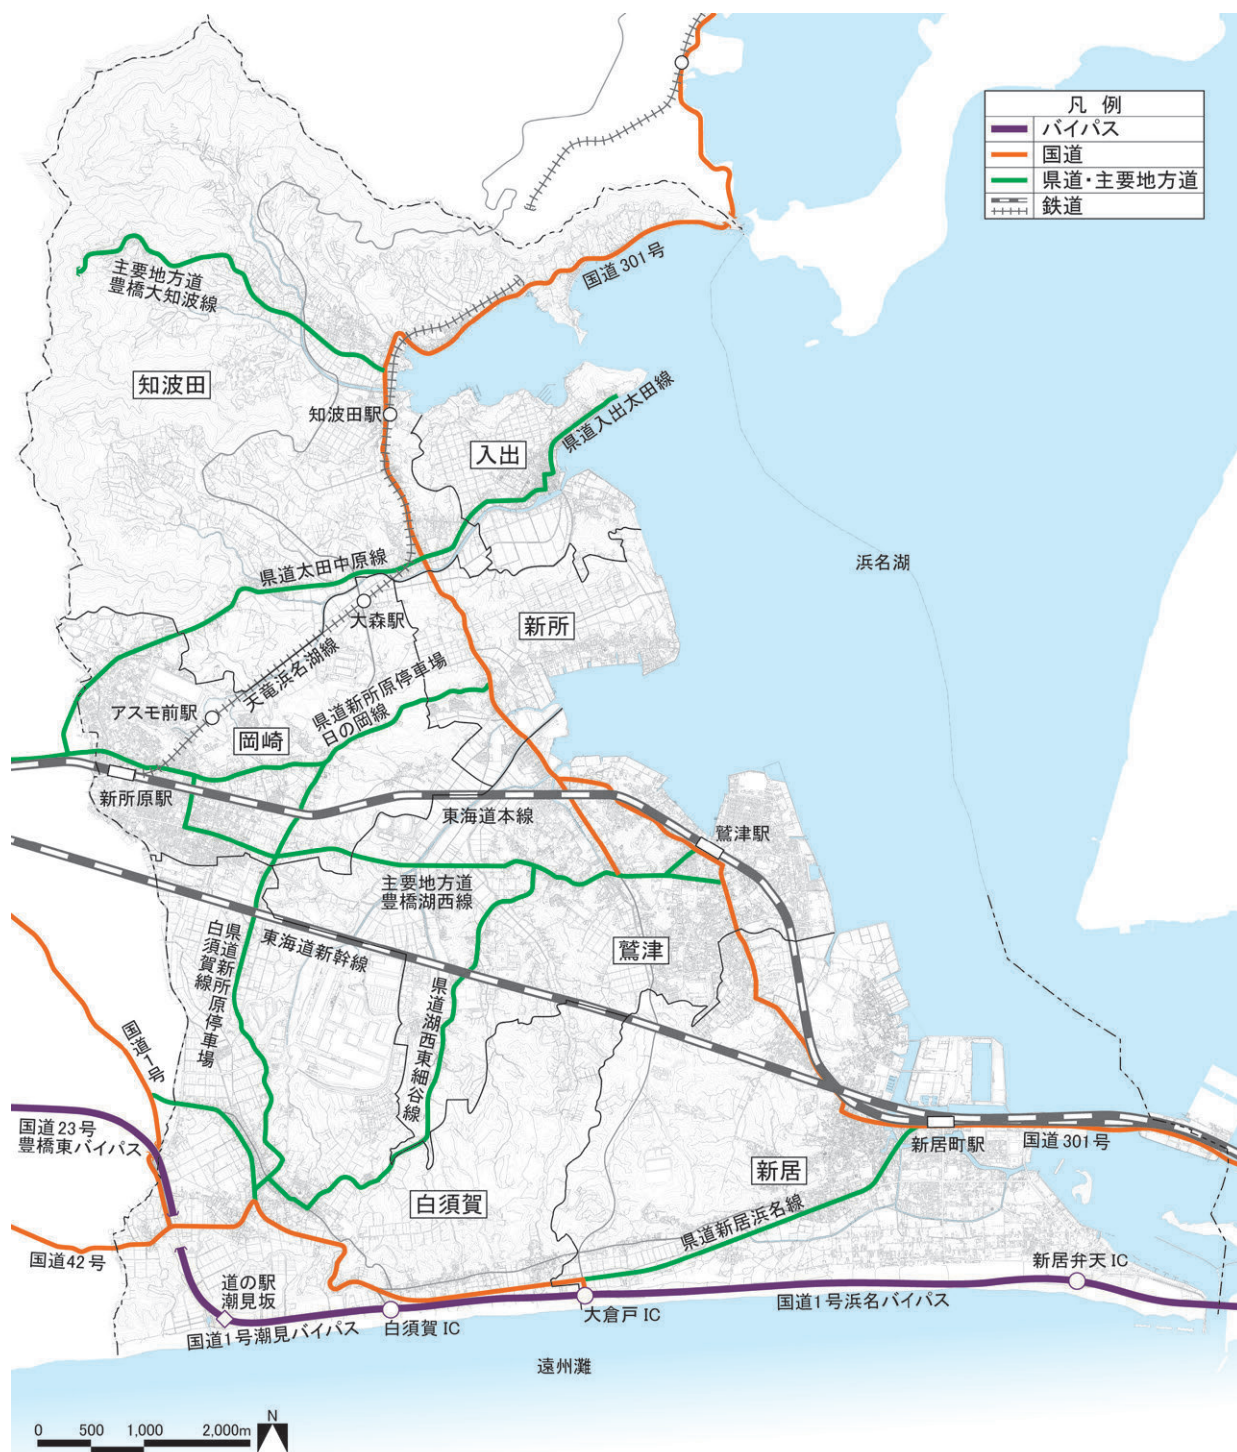 凡 例
バイパス
国道
県道・主要地方道
鉄道
国道301号
主要地方道
豊橋大知波線
知波田
知波田駅
県道入出太田線
入出
浜名湖
県道太田中原線
大森駅
新所
天竜浜名湖線
県道新所原停車場
日の岡線
アスモ前駅
岡崎
新所原駅
東海道本線
鷲津駅
主要地方道
豊橋湖西線
鷲津
東海道新幹線
県道新所原停車場
白須賀線
県道湖西東細谷線
国道1号
国道23号
豊橋東バイパス
新居町駅
国道301号
新居
白須賀
県道新居浜名線
国道42号
道の駅
潮見坂
新居弁天 IC
国道1号潮見バイパス
白須賀 IC
大倉戸 IC
国道1号浜名バイパス
遠州灘
0 500 1,000 2,000m
N